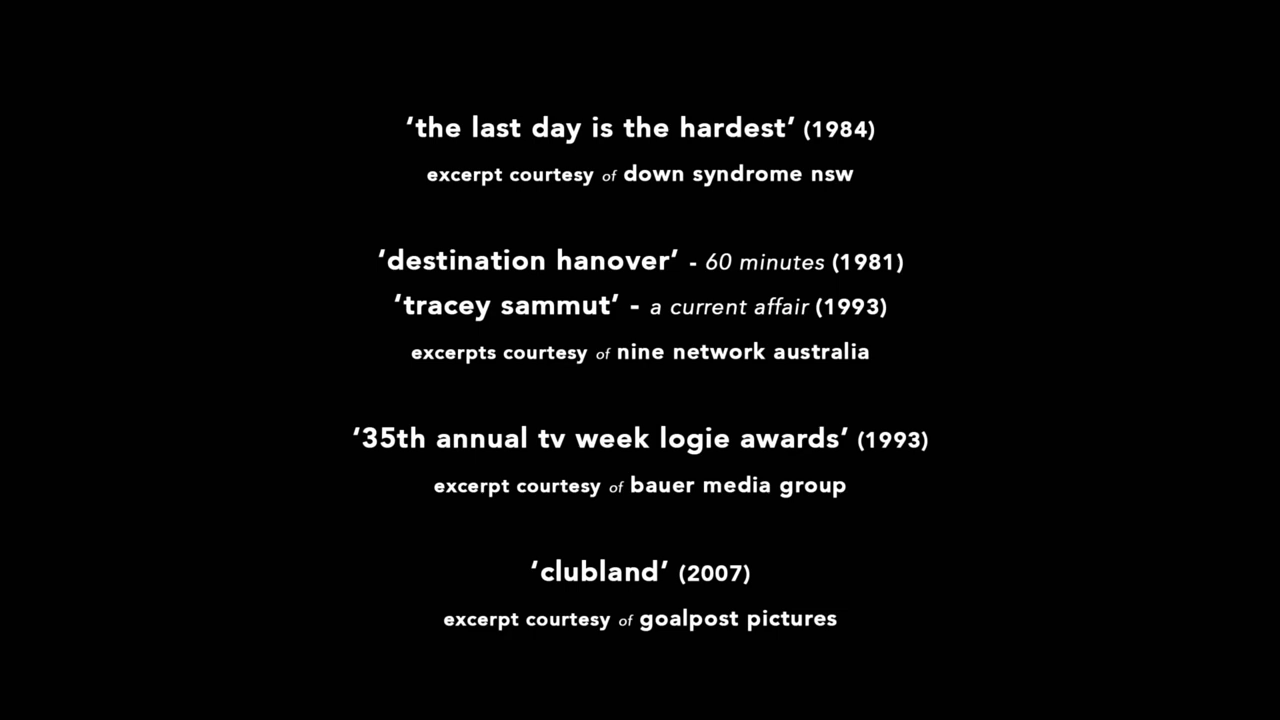 ‘the last day is the hardest’ (1984)
excerpt courtesy of down syndrome nsw
‘destination hanover’ - 60 minutes (1981)
‘tracey sammut’ - a current affair (1993)
excerpts courtesy of nine network australia
‘35th annual tv week logie awards’ (1993)
excerpt courtesy of bauer media group
‘clubland’ (2007)
excerpt courtesy of goalpost pictures